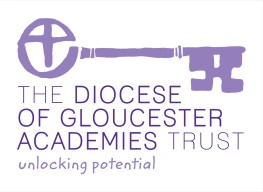 THE DIOCESE
OF GLOUCESTER
ACADEMIES TRUST
unlocking potential